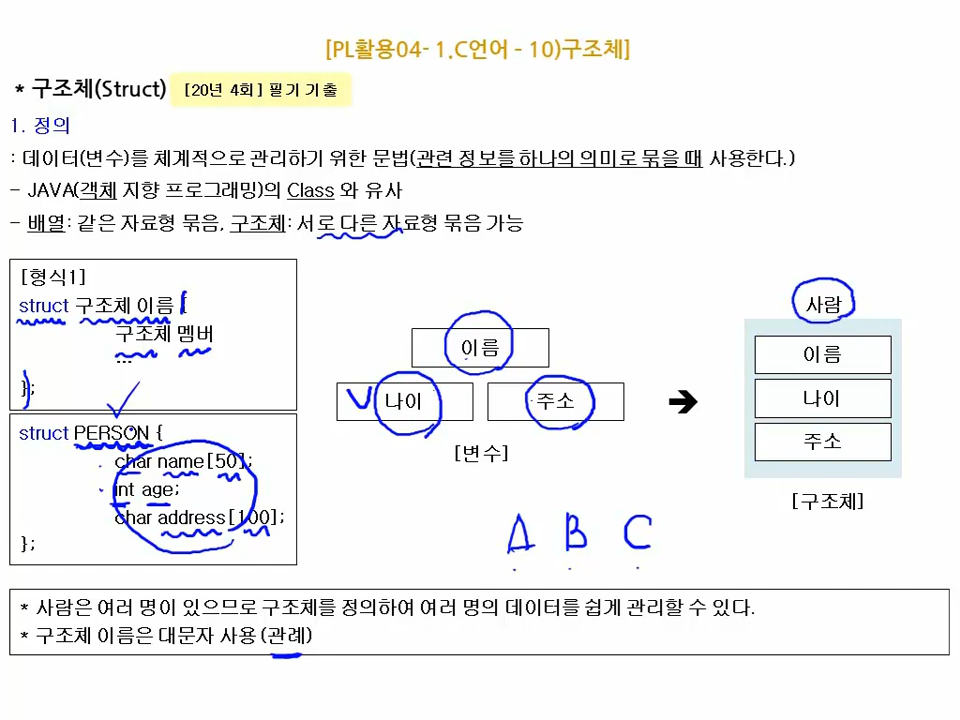 [PL활용04- 1.C언어 – 10)구조체]
* 구조체(Struct) [20년 4회] 필기 기출
1. 정의
: 데이터(변수)를 체계적으로 관리하기 위한 문법(관련 정보를 하나의 의미로 묶을 때 사용한다.)
- JAVA(객체 지향 프로그래밍)의 Class 와 유사
- 배열: 같은 자료형 묶음, 구조체: 서로 다른 자료형 묶음 가능
[형식1]
struct 구조체 이름 {
구조체 멤버
...
};
struct PERSON {
char name[50];
int age;
char address[100];
};
이름
나이 주소
[변수]
사람
이름
나이
주소
[구조체]
A B C
* 사람은 여러 명이 있으므로 구조체를 정의하여 여러 명의 데이터를 쉽게 관리할 수 있다.
* 구조체 이름은 대문자 사용(관례)